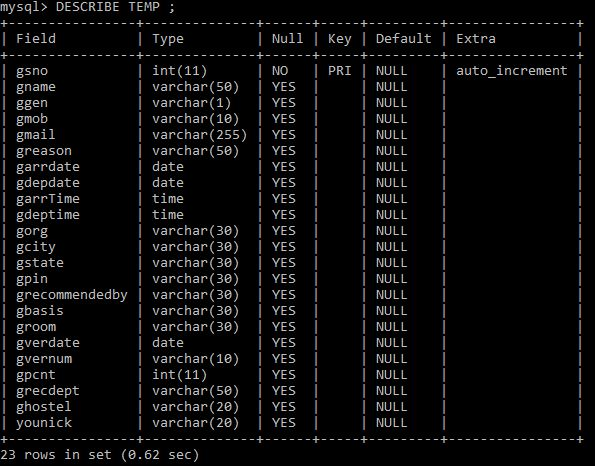 mysql> DESCRIBE TEMP ;
+----------------+--------------+------+-----+---------+----------------+
| Field          | Type         | Null | Key | Default | Extra          |
+----------------+--------------+------+-----+---------+----------------+
| gsno           | int(11)      | NO   | PRI | NULL    | auto_increment |
| gname          | varchar(50)  | YES  |     | NULL    |                |
| ggen           | varchar(1)   | YES  |     | NULL    |                |
| gmob           | varchar(10)  | YES  |     | NULL    |                |
| gmail          | varchar(255) | YES  |     | NULL    |                |
| greason        | varchar(50)  | YES  |     | NULL    |                |
| garrdate       | date         | YES  |     | NULL    |                |
| gdepdate       | date         | YES  |     | NULL    |                |
| garrTime       | time         | YES  |     | NULL    |                |
| gdeptime       | time         | YES  |     | NULL    |                |
| gorg           | varchar(30)  | YES  |     | NULL    |                |
| gcity          | varchar(30)  | YES  |     | NULL    |                |
| gstate         | varchar(30)  | YES  |     | NULL    |                |
| gpin           | varchar(30)  | YES  |     | NULL    |                |
| grecommendedby | varchar(30)  | YES  |     | NULL    |                |
| gbasis         | varchar(30)  | YES  |     | NULL    |                |
| groom          | varchar(30)  | YES  |     | NULL    |                |
| gverdate       | date         | YES  |     | NULL    |                |
| gvernum        | varchar(10)  | YES  |     | NULL    |                |
| gpcnt          | int(11)      | YES  |     | NULL    |                |
| grecdept       | varchar(50)  | YES  |     | NULL    |                |
| ghostel        | varchar(20)  | YES  |     | NULL    |                |
| younick        | varchar(20)  | YES  |     | NULL    |                |
+----------------+--------------+------+-----+---------+----------------+
23 rows in set (0.62 sec)